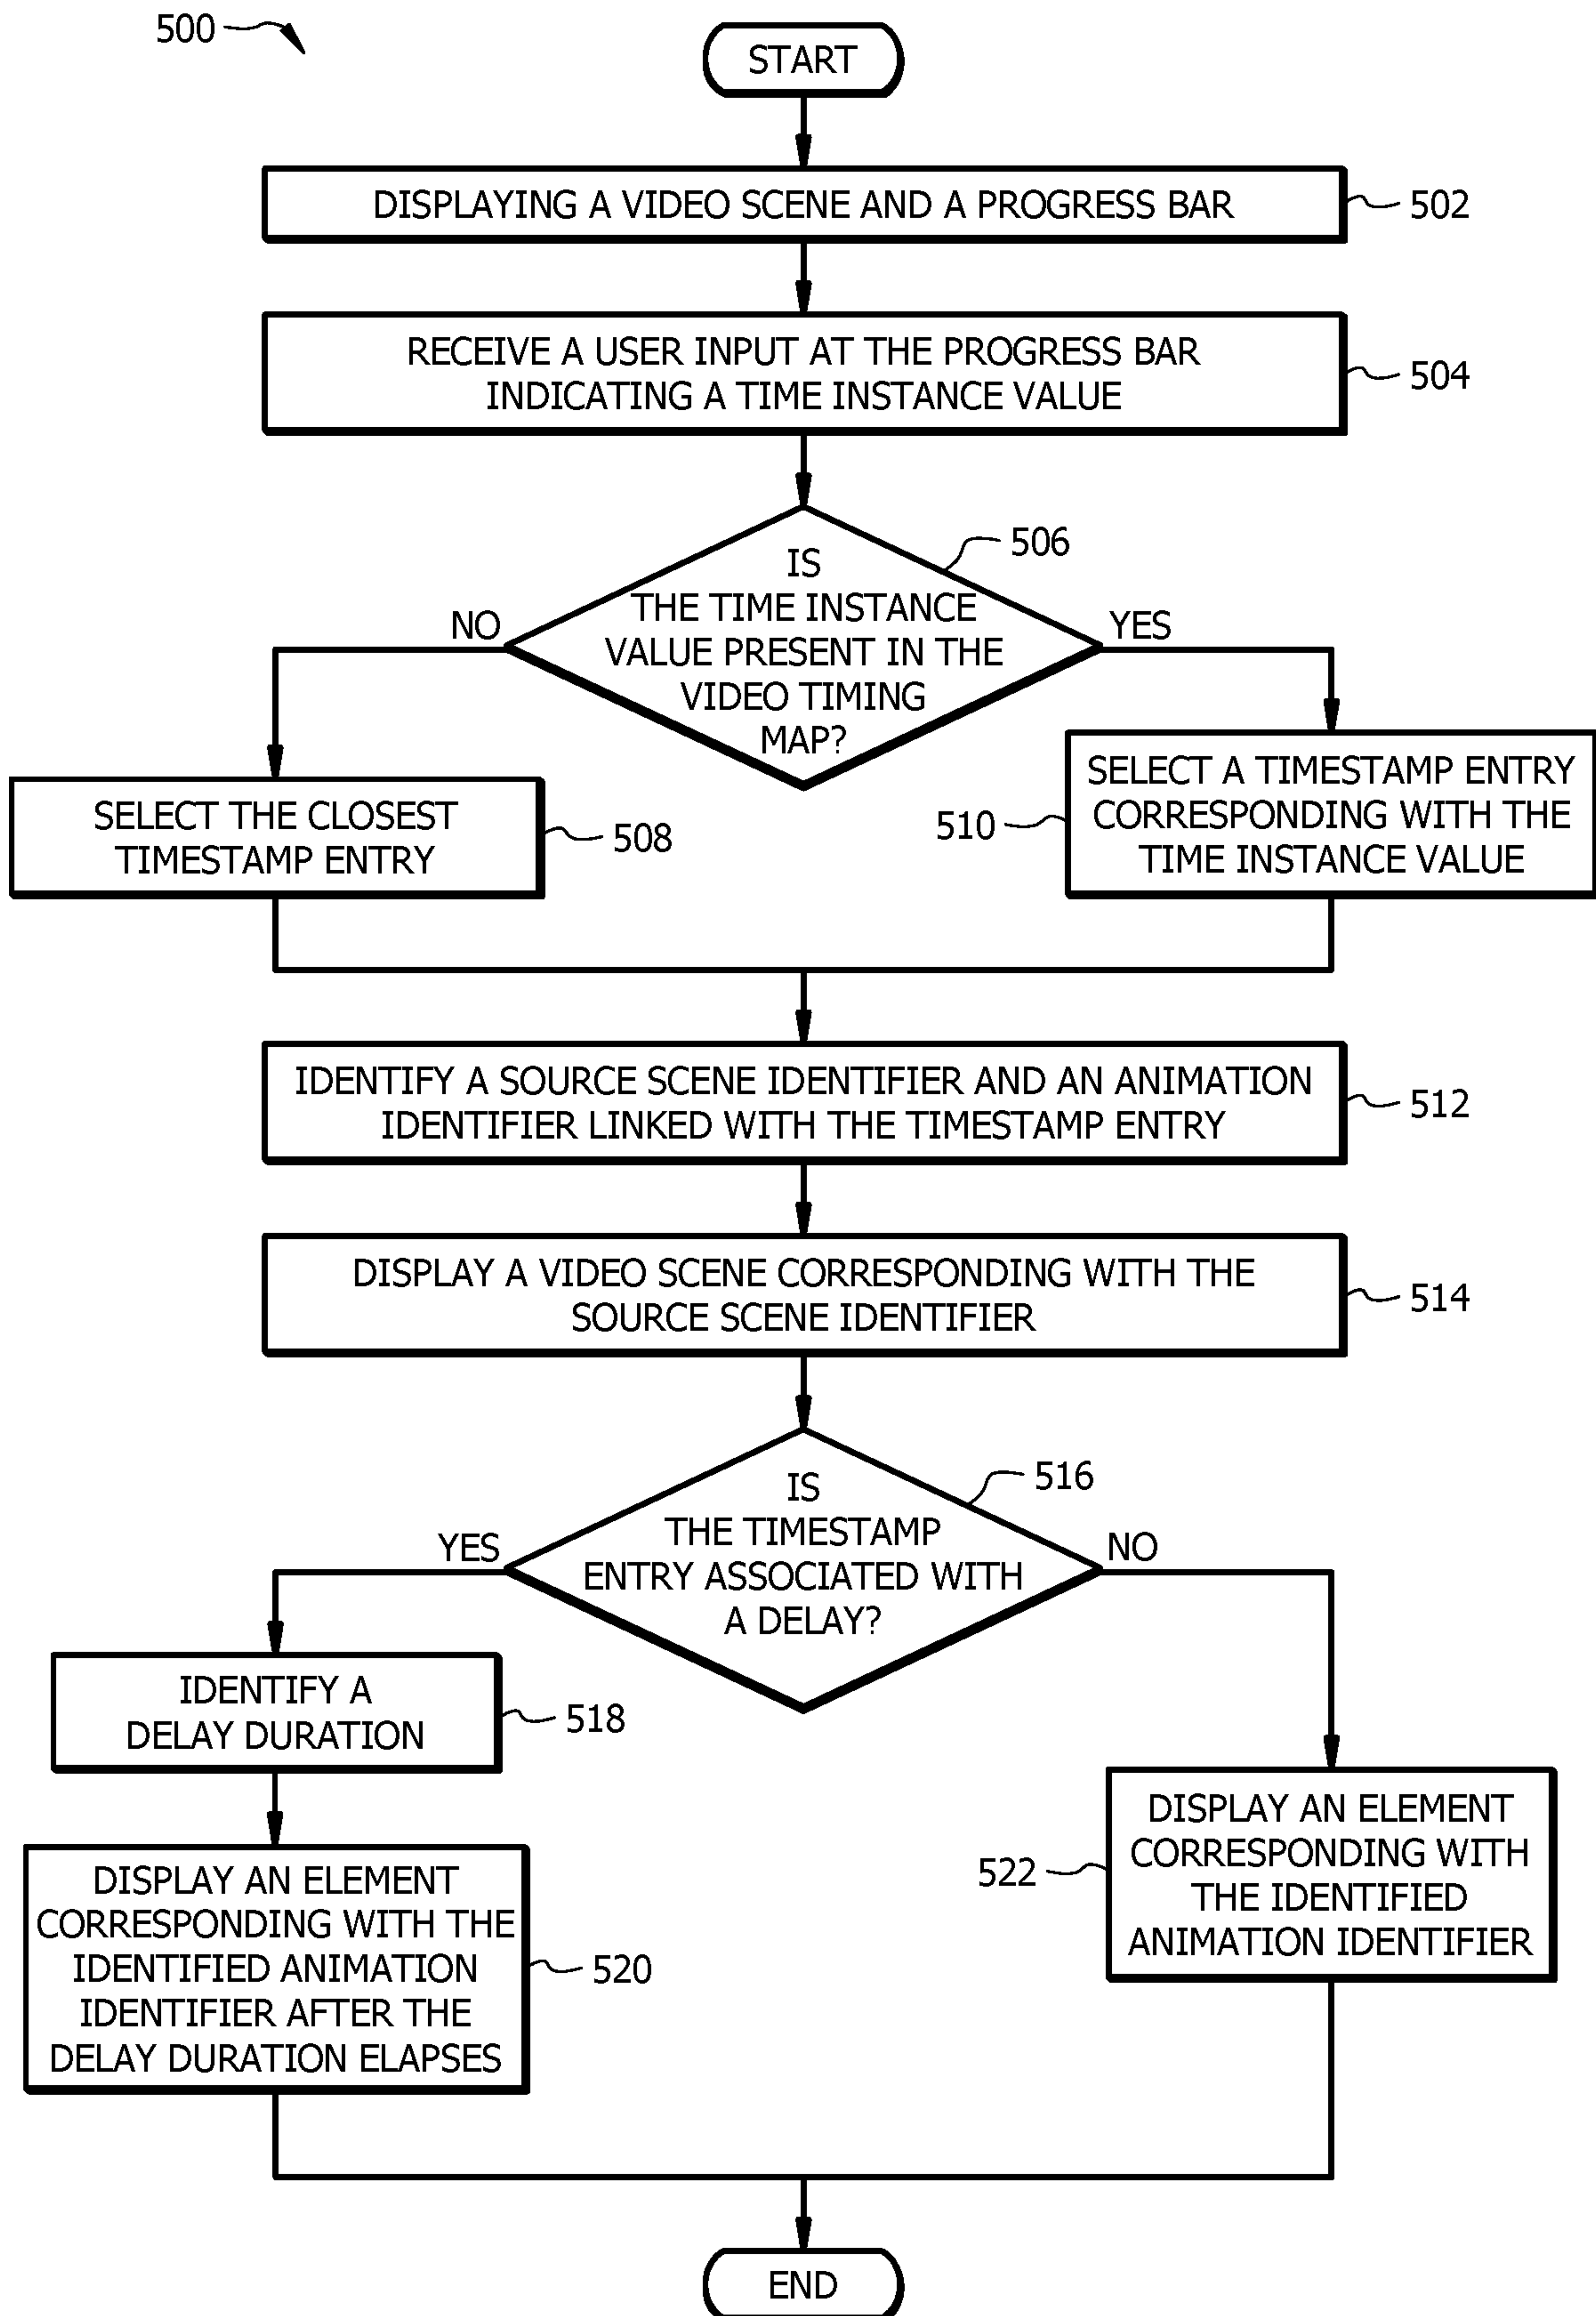 500
START
DISPLAYING A VIDEO SCENE AND A PROGRESS BAR
502
RECEIVE A USER INPUT AT THE PROGRESS BAR
INDICATING A TIME INSTANCE VALUE
504
506
IS
THE TIME INSTANCE
VALUE PRESENT IN THE
VIDEO TIMING
MAP?
NO
YES
SELECT THE CLOSEST
TIMESTAMP ENTRY
508
510
SELECT A TIMESTAMP ENTRY
CORRESPONDING WITH THE
TIME INSTANCE VALUE
IDENTIFY A SOURCE SCENE IDENTIFIER AND AN ANIMATION
IDENTIFIER LINKED WITH THE TIMESTAMP ENTRY
512
DISPLAY A VIDEO SCENE CORRESPONDING WITH THE
SOURCE SCENE IDENTIFIER
514
516
IS
THE TIMESTAMP
ENTRY ASSOCIATED WITH
A DELAY?
YES
NO
IDENTIFY A
DELAY DURATION
518
DISPLAY AN ELEMENT
CORRESPONDING WITH THE
IDENTIFIED ANIMATION
IDENTIFIER AFTER THE
DELAY DURATION ELAPSES
520
522
DISPLAY AN ELEMENT
CORRESPONDING WITH
THE IDENTIFIED
ANIMATION IDENTIFIER
END